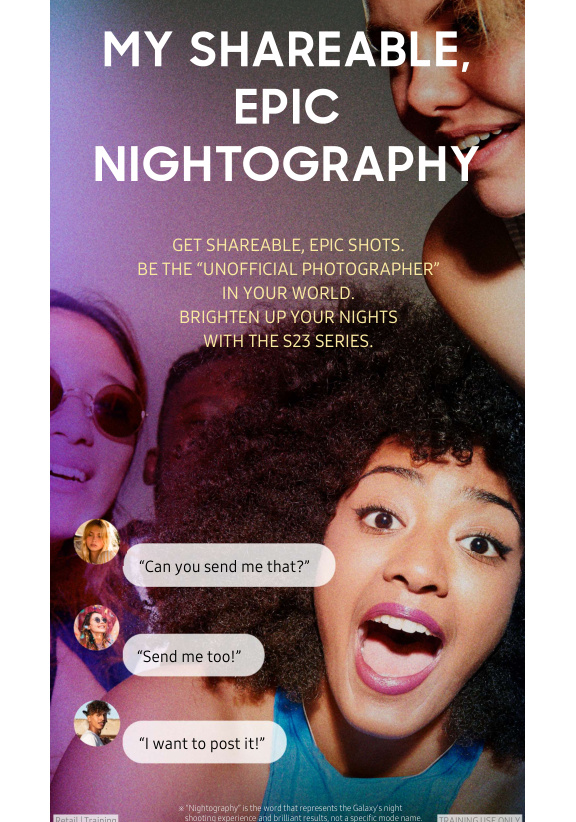 MY SHAREABLE,
EPIC
NIGHTOGRAPHY
GET SHAREABLE, EPIC SHOTS.
BE THE “UNOFFICIAL PHOTOGRAPHER”
IN YOUR WORLD.
BRIGHTEN UP YOUR NIGHTS
WITH THE S23 SERIES.
“Can you send me that?”
“Send me too!”
“I want to post it!”
※ “Nightography” is the word that represents the Galaxy's night
shooting experience and brilliant results, not a specific mode name.
Retail | Training
TRAINING USE ONLY